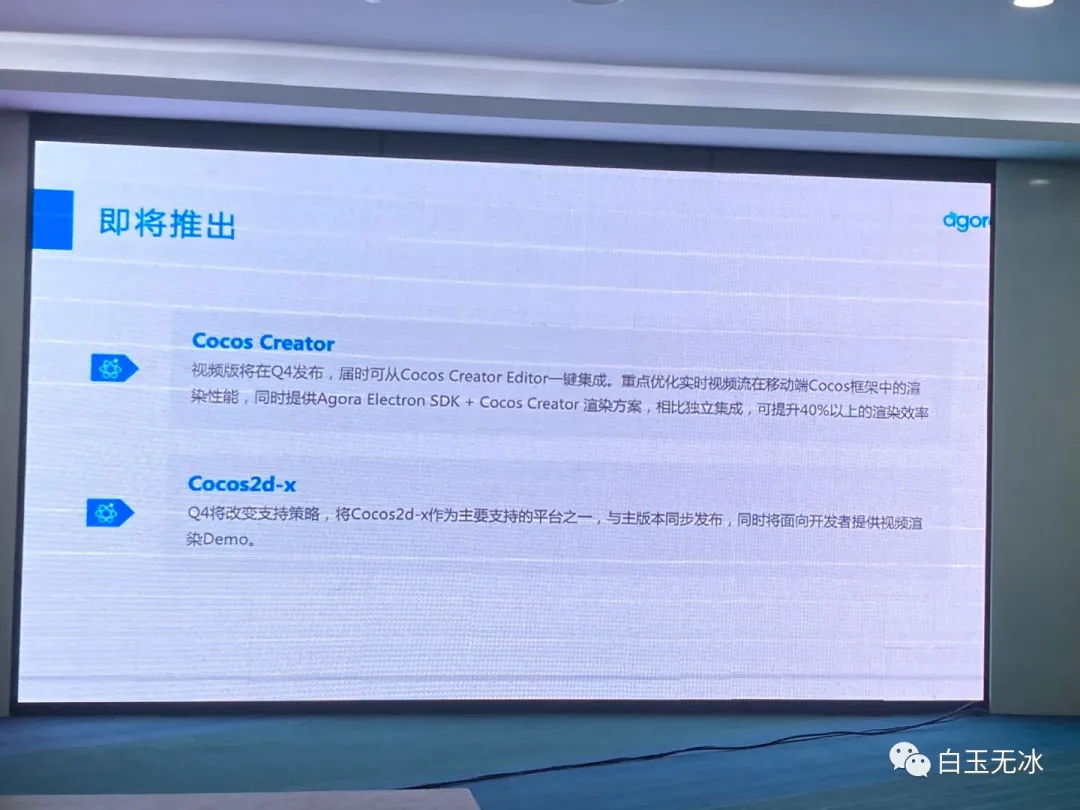 即将推出
agor
Cocos Creator
视频版将在Q4发布，届时可从Cocos Creator Editor一键集成。重点优化实时视频流在移动端Cocos框架中的渲
染性能，同时提供Agora Electron SDK + Cocos Creator 渲染方案，相比独立集成，可提升40%以上的渲染效率
Cocos2d-x
Q4将改变支持策略，将Cocos2d-x作为主要支持的平台之一，与主版本同步发布，同时将面向开发者提供视频渲
染Demo。
白玉无冰